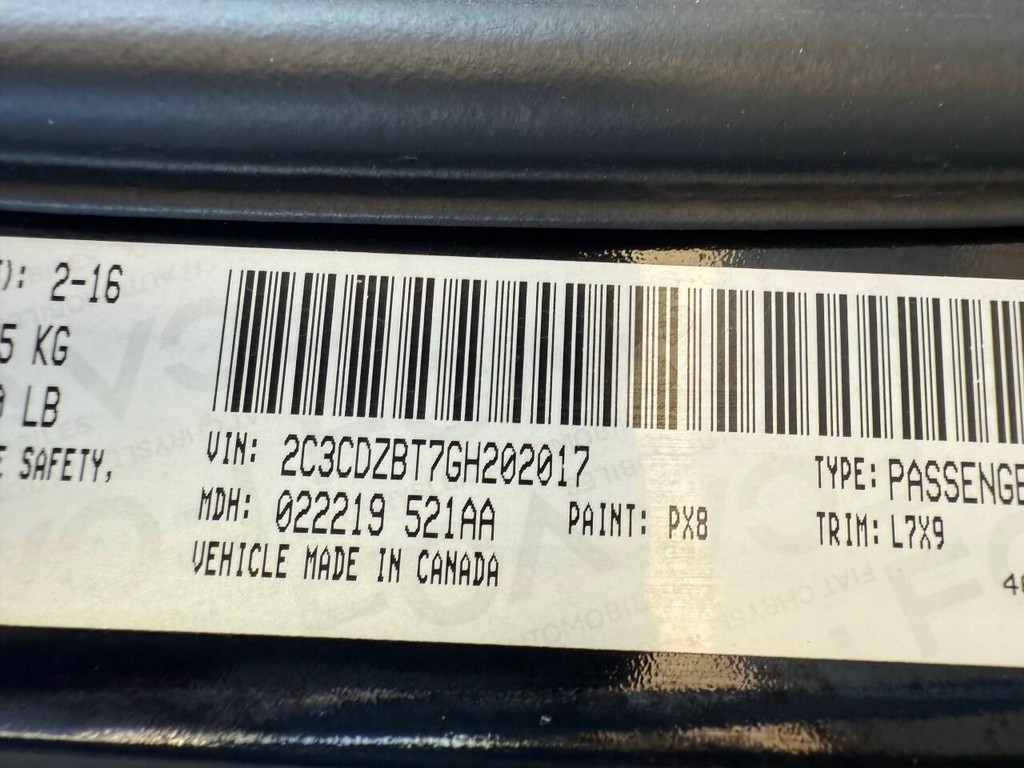 T): 2-16
5 KG
0 LB
E SAFETY,
VIN: 2C3CDZBT7GH202017
TYPE: PASSENGE
MDH: 022219 521AA
PAINT: PX8
TRIM: L7X9
VEHICLE MADE IN CANADA